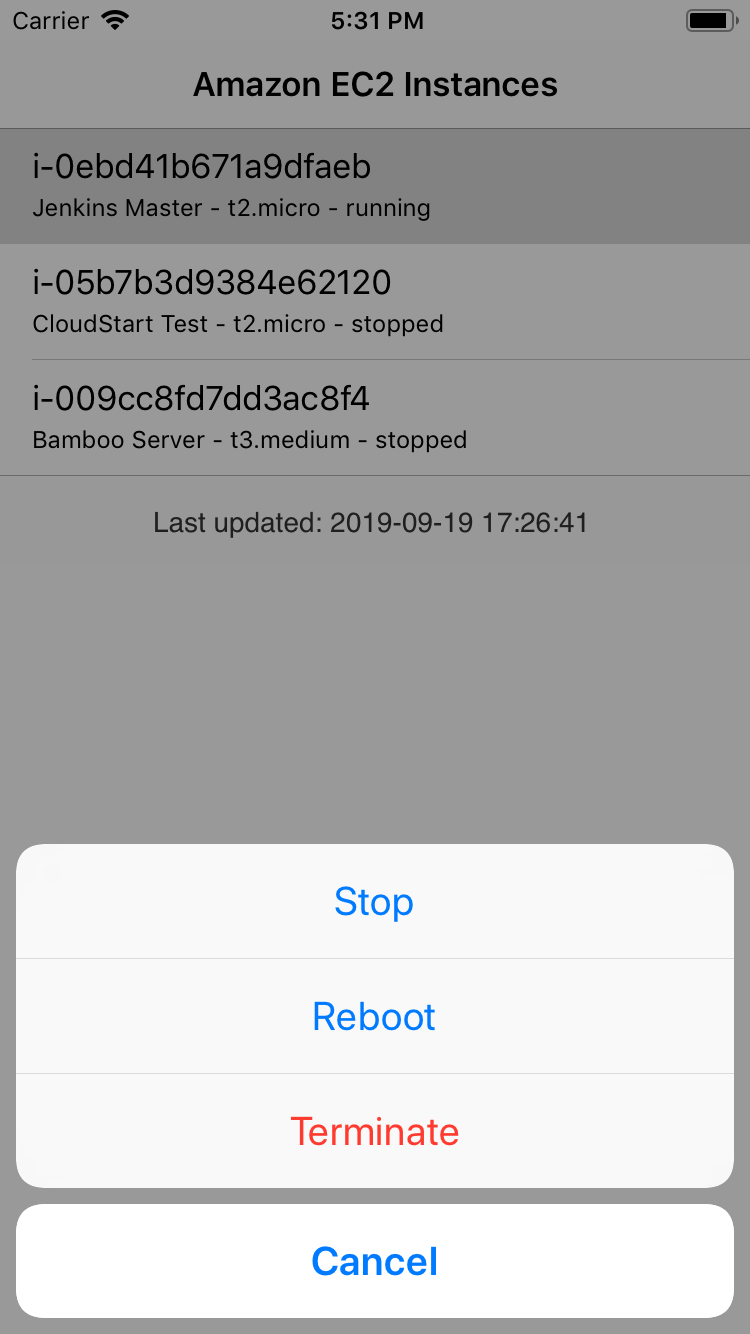 Carrier 5:31 PM
Amazon EC2 Instances
i-0ebd41b671a9dfaeb
Jenkins Master - t2.micro - running
i-05b7b3d9384e62120
CloudStart Test - t2.micro - stopped
i-009cc8fd7dd3ac8f4
Bamboo Server - t3.medium - stopped
Last updated: 2019-09-19 17:26:41
Stop
Reboot
Terminate
Cancel